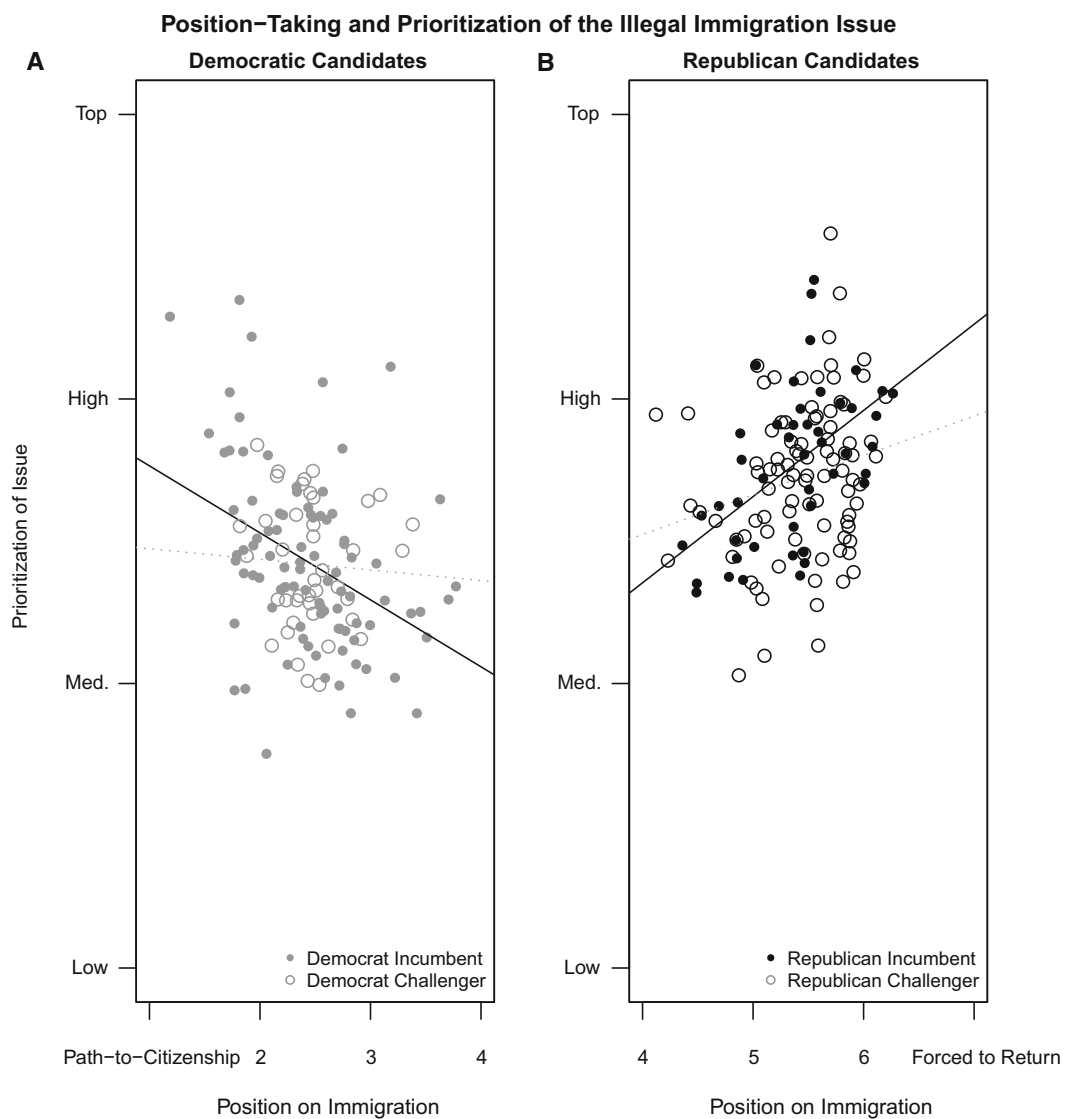 Position−Taking and Prioritization of the Illegal Immigration Issue
A
Democratic Candidates
B
Republican Candidates
Prioritization of Issue
Top
High
Med.
Low
Democrat Incumbent
Democrat Challenger
Path−to−Citizenship 2 3 4
Position on Immigration
Top
High
Med.
Low
Republican Incumbent
Republican Challenger
4 5 6 Forced to Return
Position on Immigration